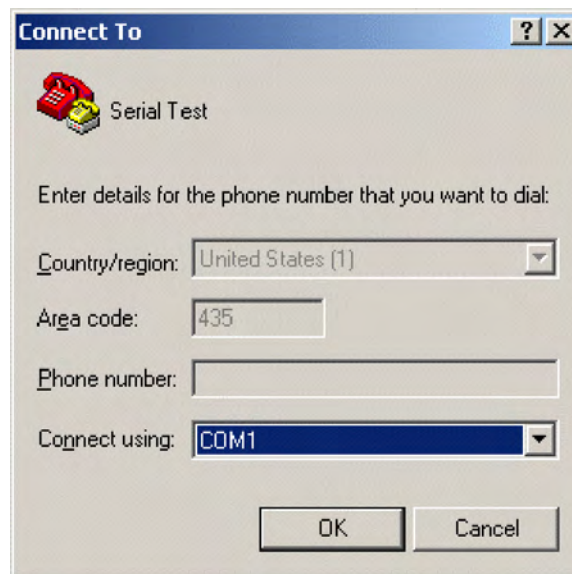 Connect To
Serial Test
Enter details for the phone number that you want to dial:
Country/region: United States (1)
Area code: 435
Phone number:
Connect using: COM1
OK Cancel